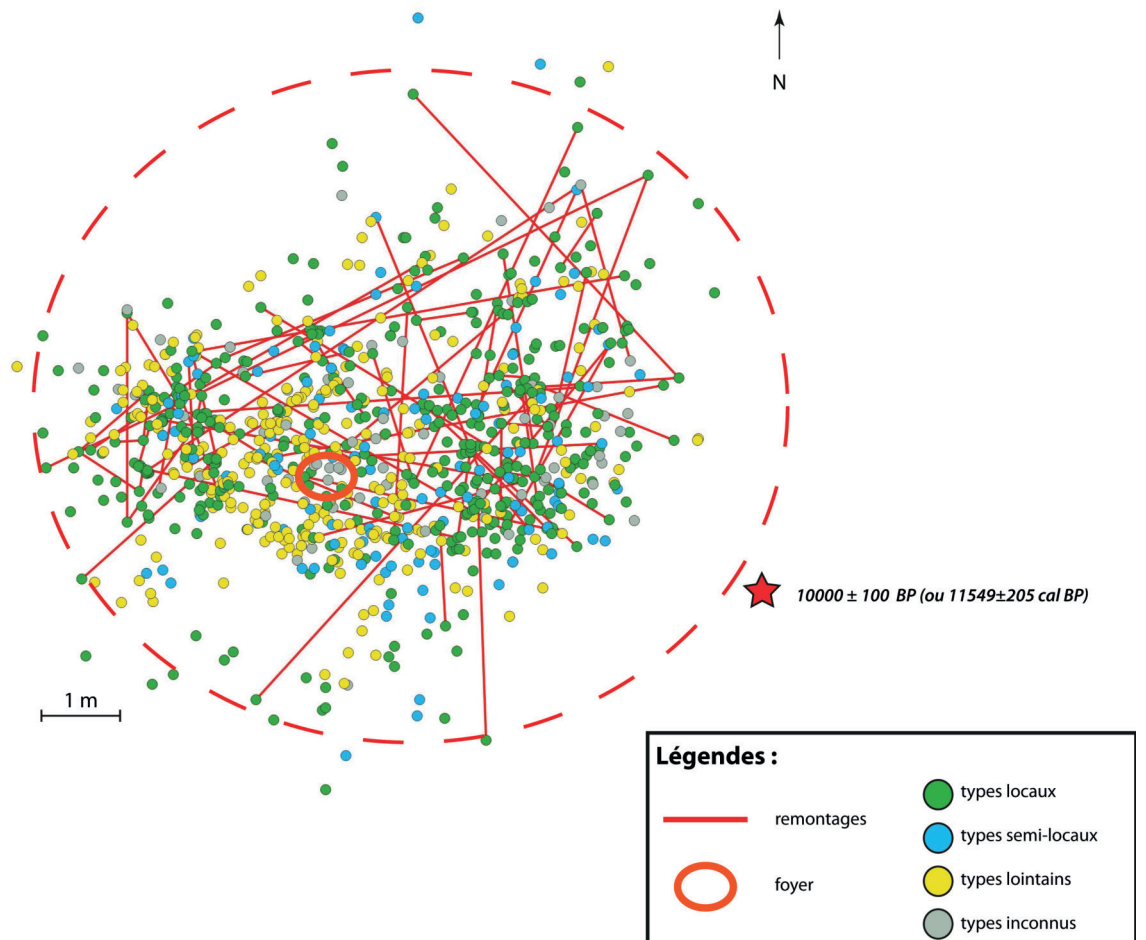 N
10000 ± 100 BP (ou 11549±205 cal BP)
1 m
Légendes :
remontages
foyer
types locaux
types semi-locaux
types lointains
types inconnus